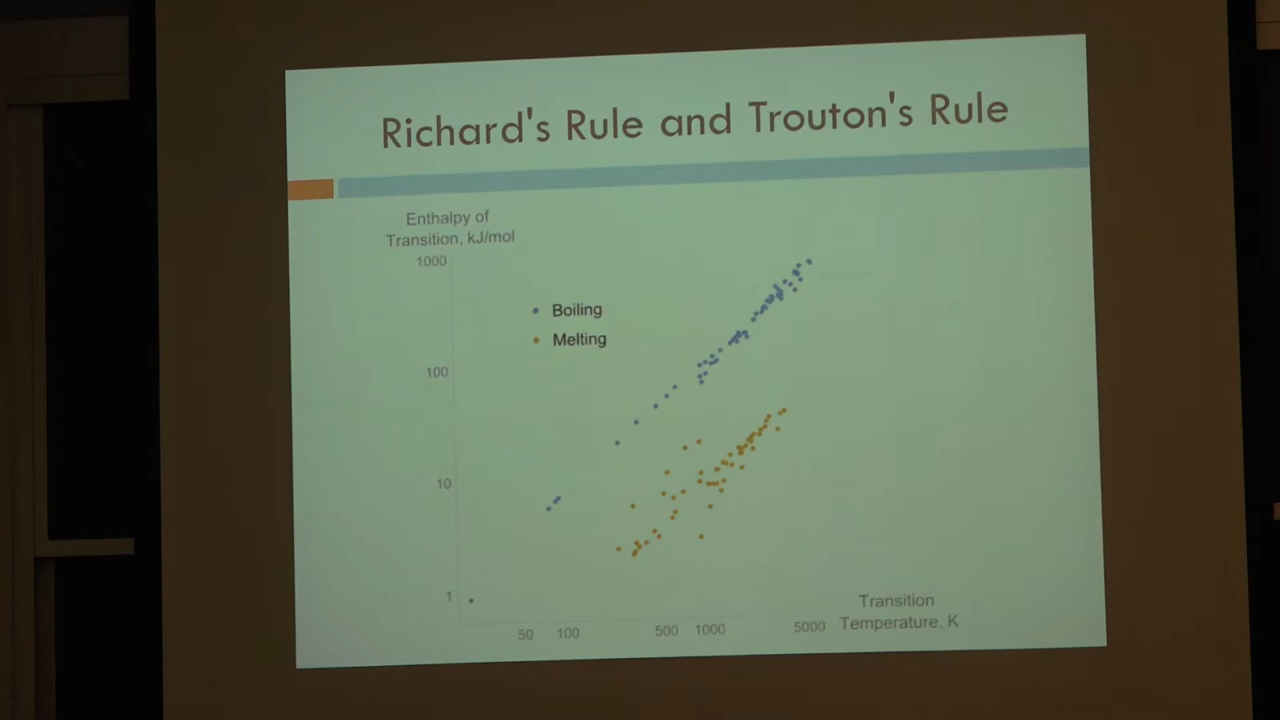 Richard's Rule and Trouton's Rule
Enthalpy of
Transition, kJ/mol
1000
Boiling
Melting
100
10
1
50 100 500 1000 5000
Transition
Temperature, K